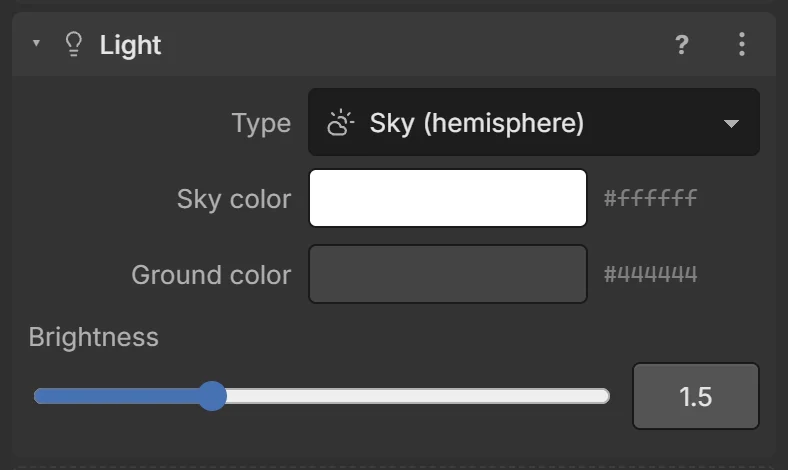 Light ?
Type Sky (hemisphere)
Sky color #ffffff
Ground color #444444
Brightness
1.5